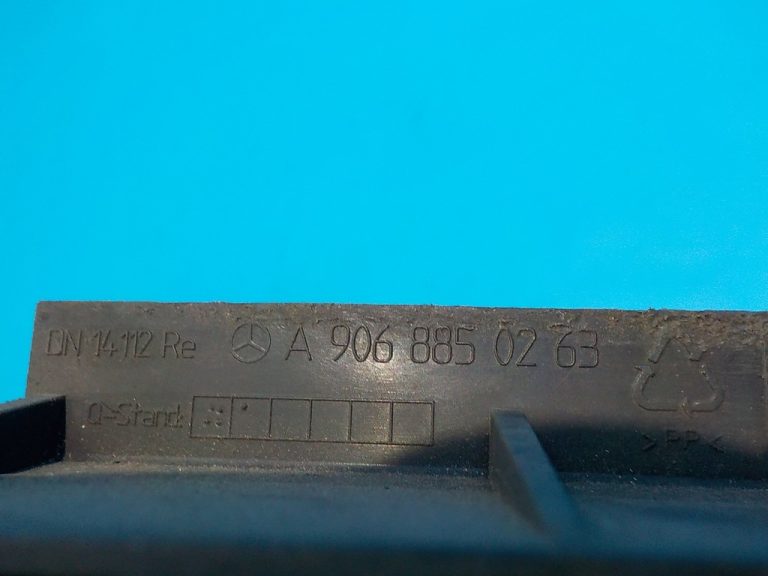 DN 14112 Re A 906 885 02 63
Q-Stand
>PP<